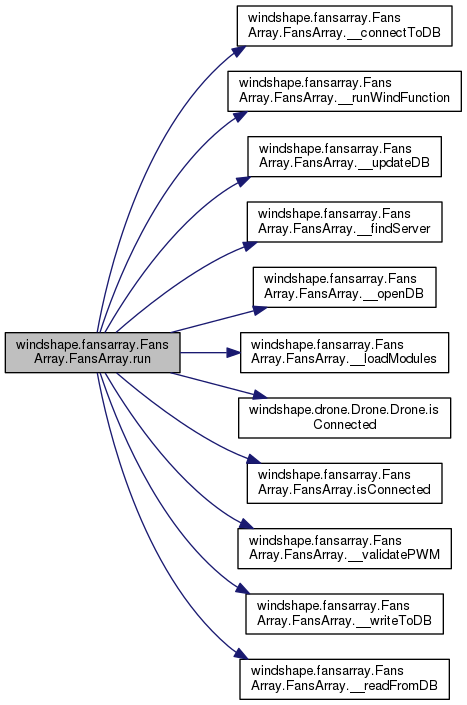 windshape.fansarray.Fans
Array.FansArray.__connectToDB
windshape.fansarray.Fans
Array.FansArray.__runWindFunction
windshape.fansarray.Fans
Array.FansArray.__updateDB
windshape.fansarray.Fans
Array.FansArray.__findServer
windshape.fansarray.Fans
Array.FansArray.__openDB
windshape.fansarray.Fans
Array.FansArray.run
windshape.fansarray.Fans
Array.FansArray.__loadModules
windshape.drone.Drone.Drone.is
Connected
windshape.fansarray.Fans
Array.FansArray.isConnected
windshape.fansarray.Fans
Array.FansArray.__validatePWM
windshape.fansarray.Fans
Array.FansArray.__writeToDB
windshape.fansarray.Fans
Array.FansArray.__readFromDB